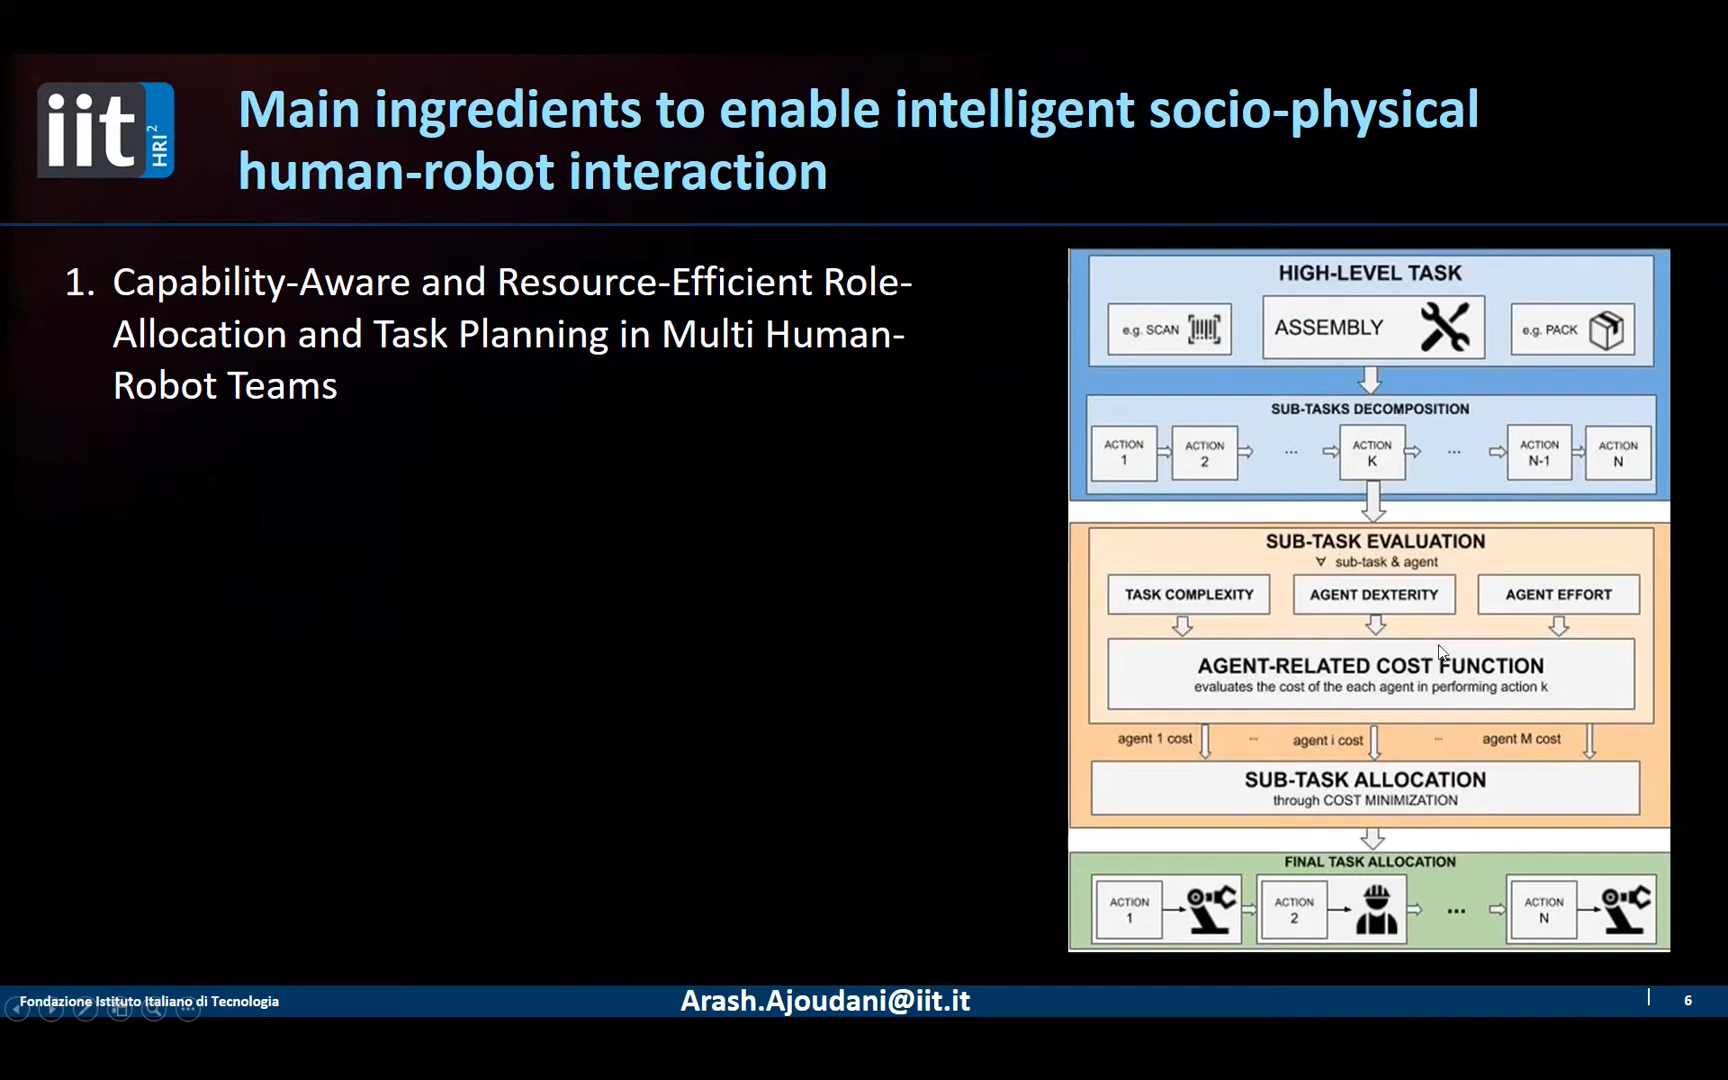 iit
HRI²
Main ingredients to enable intelligent socio-physical
human-robot interaction
1. Capability-Aware and Resource-Efficient Role-
Allocation and Task Planning in Multi Human-
Robot Teams
HIGH-LEVEL TASK
e.g. SCAN
ASSEMBLY
e.g. PACK
SUB-TASKS DECOMPOSITION
ACTION
1
ACTION
2
...
ACTION
K
...
ACTION
N-1
ACTION
N
SUB-TASK EVALUATION
∀ sub-task & agent
TASK COMPLEXITY
AGENT DEXTERITY
AGENT EFFORT
AGENT-RELATED COST FUNCTION
evaluates the cost of the each agent in performing action k
agent 1 cost
...
agent i cost
...
agent M cost
SUB-TASK ALLOCATION
through COST MINIMIZATION
FINAL TASK ALLOCATION
ACTION
1
ACTION
2
...
ACTION
N
Fondazione Istituto Italiano di Tecnologia
Arash.Ajoudani@iit.it
6